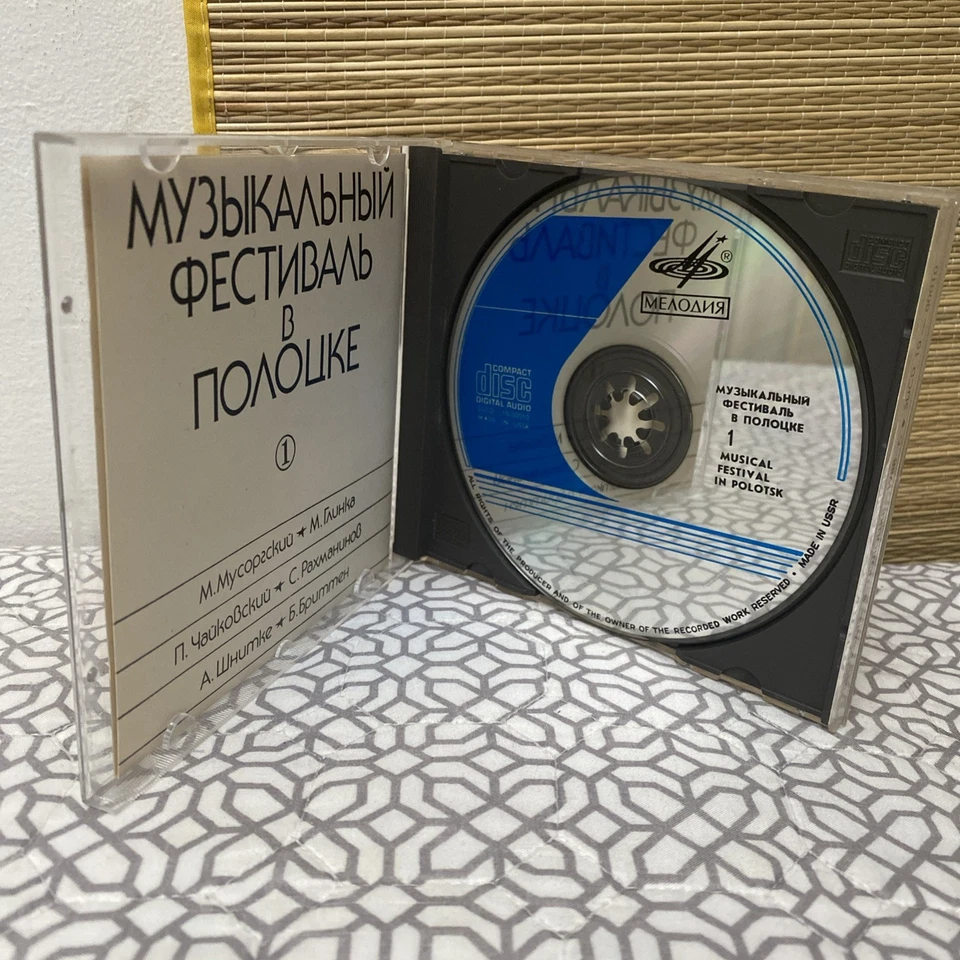 МУЗЫКАЛЬНЫЙ
ФЕСТИВАЛЬ
В
ПОЛОЦКЕ
1
М. Мусоргский ★ М. Глинка
П. Чайковский ★ С. Рахманинов
А. Шнитке ★ Б. Бриттен
®
МЕЛОДИЯ
COMPACT
disc
DIGITAL AUDIO
МУЗЫКАЛЬНЫЙ
ФЕСТИВАЛЬ
В ПОЛОЦКЕ
1
MUSICAL
FESTIVAL
IN POLOTSK
ALL RIGHTS OF THE PRODUCER AND OF THE OWNER OF THE RECORDED WORK RESERVED • MADE IN USSR
COMPACT
disc